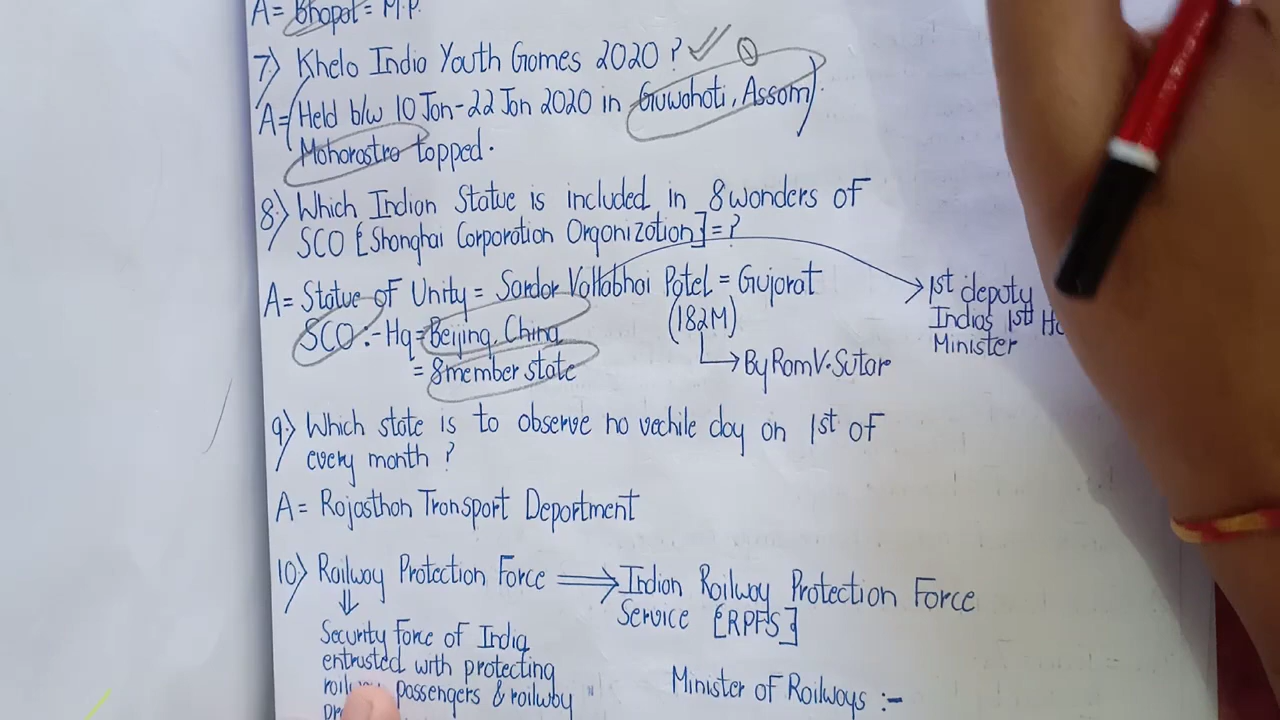 A= Bhopal = M.P.
7) Khelo India Youth Games 2020 ?
A= Held b/w 10 Jan-22 Jan 2020 in Guwahati, Assam
Maharastra topped.
8) Which Indian Statue is included in 8 wonders of
SCO [Shanghai Corporation Organization] = ?
A= Statue of Unity = Sardar Vallabhai Patel = Gujarat
(182M)
By Ram V. Sutar
1st deputy
Indias 1st
Minister
SCO :- Hq = Beijing, China
= 8 member state
9) Which state is to observe no vechile day on 1st of
every month ?
A= Rajasthan Transport Department
10) Railway Protection Force ⟹ Indian Railway Protection Force
Service [RPFS]
Security Force of India
entrusted with protecting
passengers & railway
Minister of Railways :-